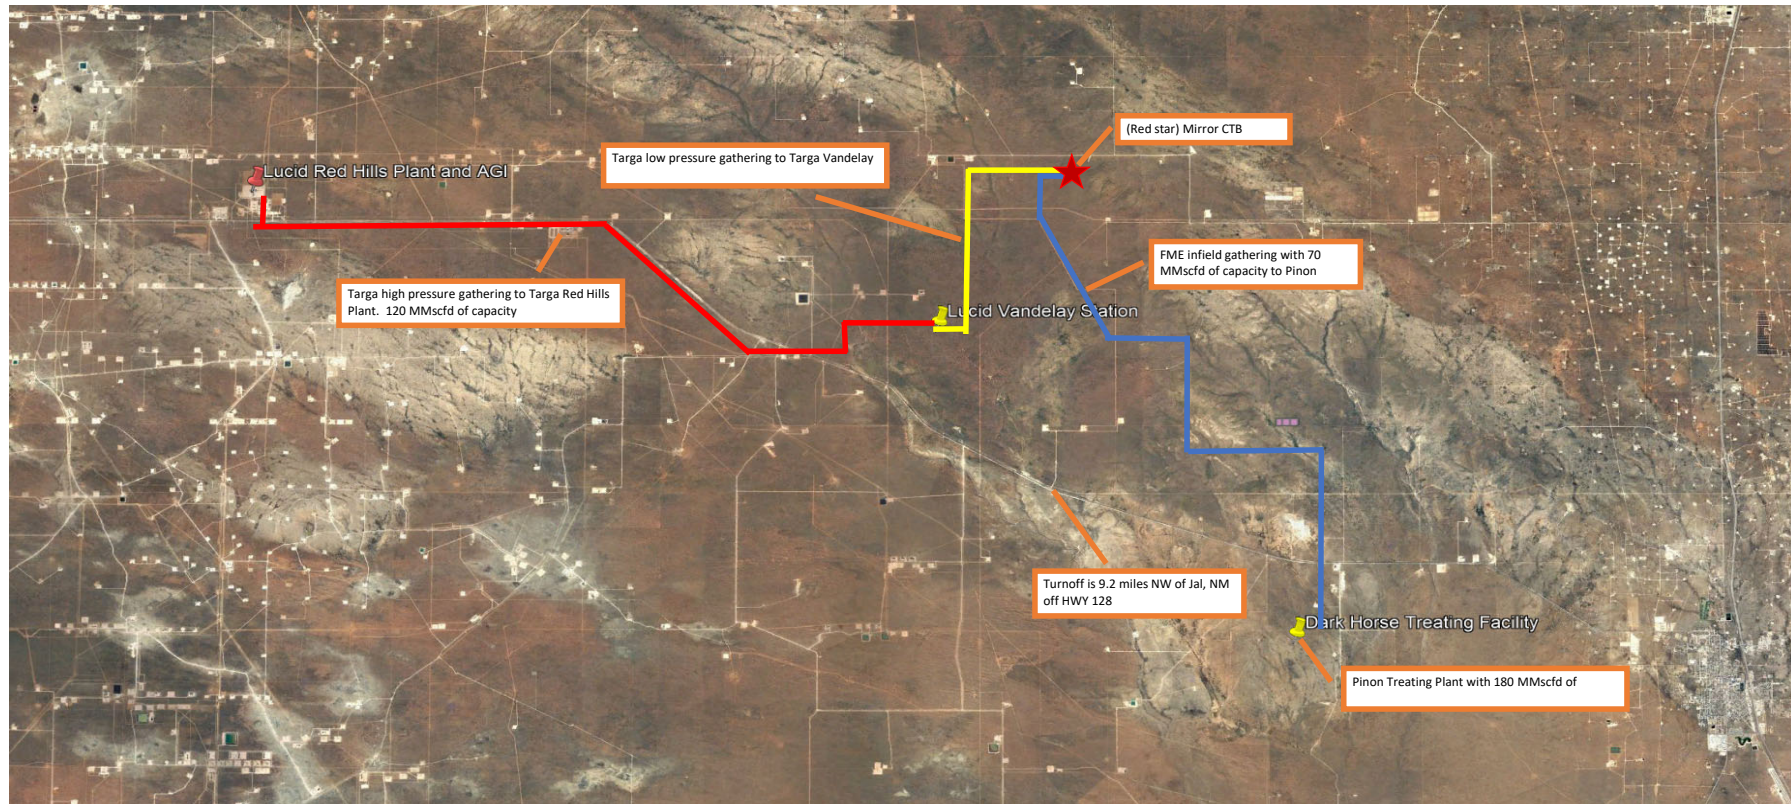 (Red star) Mirror CTB
Targa low pressure gathering to Targa Vandelay
Lucid Red Hills Plant and AGI
FME infield gathering with 70
MMscfd of capacity to Pinon
Targa high pressure gathering to Targa Red Hills
Plant.  120 MMscfd of capacity
Lucid Vandelay Station
Turnoff is 9.2 miles NW of Jal, NM
off HWY 128
Dark Horse Treating Facility
Pinon Treating Plant with 180 MMscfd of